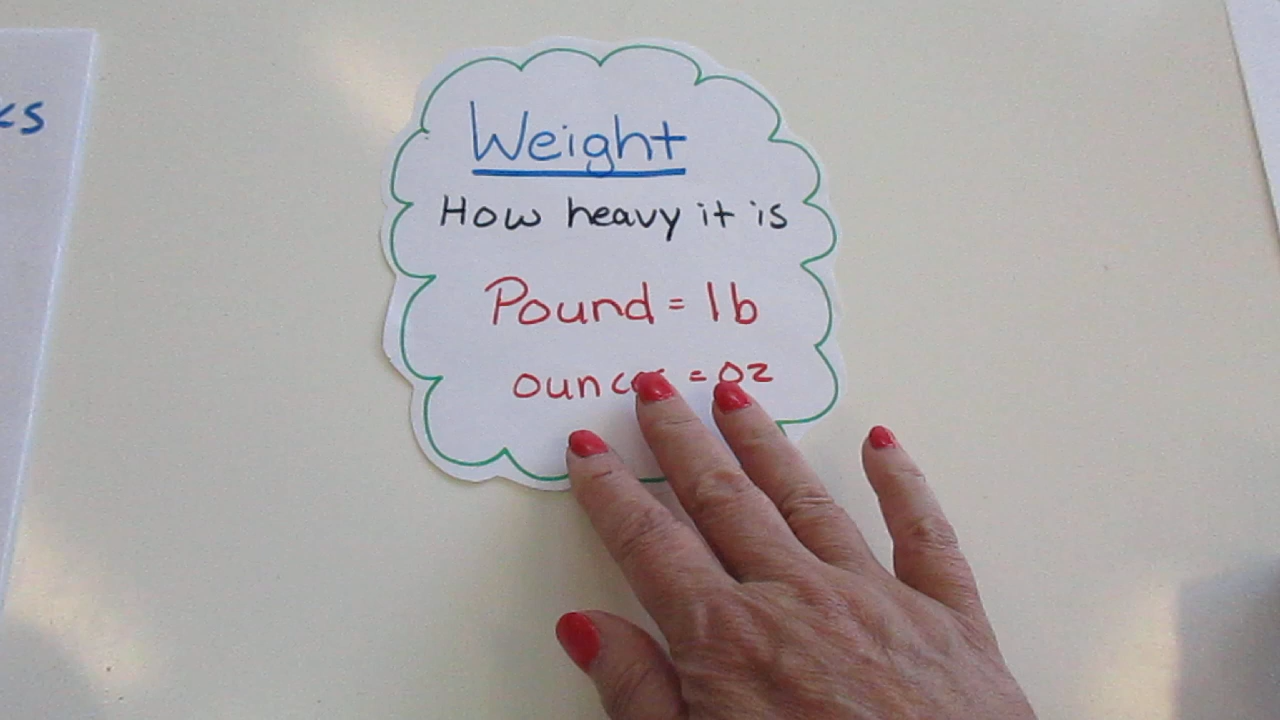 Weight
How heavy it is
Pound = lb
= oz